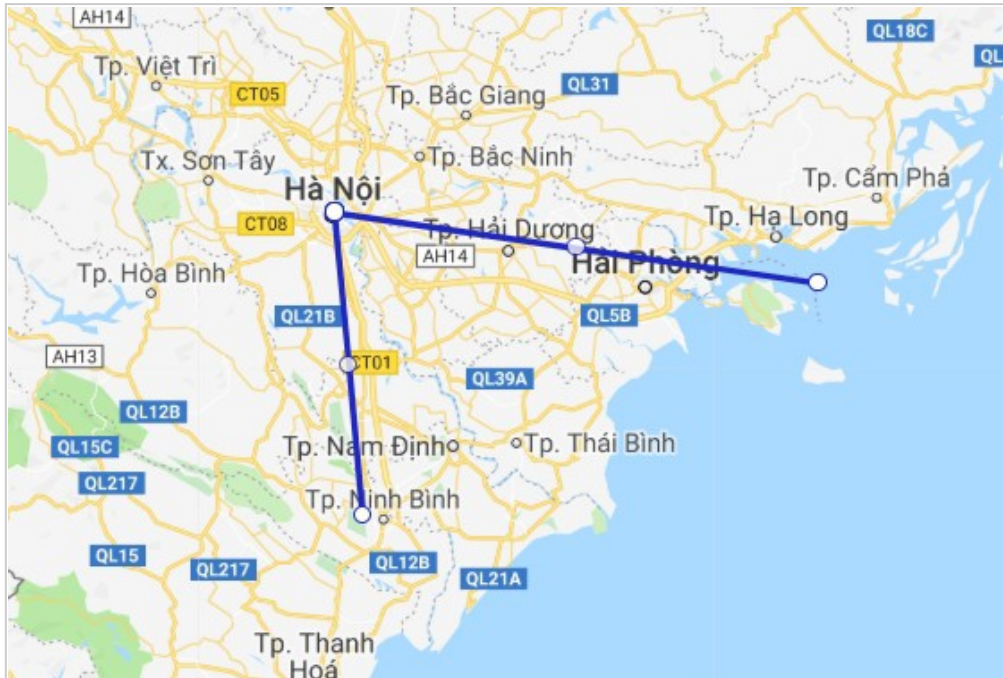 AH14
QL18C
QL
Tp. Việt Trì
CT05
QL31
Tp. Bắc Giang
Tp. Bắc Ninh
Tx. Sơn Tây
Hà Nội
Tp. Cẩm Phả
CT08
Tp. Hải Dương
Tp. Hạ Long
AH14
Hải Phòng
Tp. Hòa Bình
QL21B
QL5B
AH13
CT01
QL39A
QL12B
QL15C
Tp. Nam Định
Tp. Thái Bình
QL217
Tp. Ninh Bình
QL15
QL217
QL12B
QL21A
Tp. Thanh
Hoá